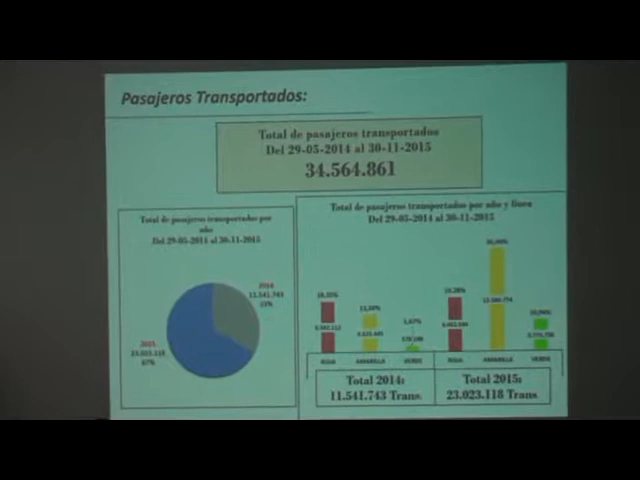 Pasajeros Transportados:
Total de pasajeros transportados
Del 29-05-2014 al 30-11-2015
34.564.861
Total de pasajeros transportados por
año
Del 29-05-2014 al 30-11-2015
2014
11.541.743
33%
2015
23.023.118
67%
Total de pasajeros transportados por año y línea
Del 29-05-2014 al 30-11-2015
ROJA
AMARILLA
VERDE
ROJA
AMARILLA
VERDE
Total 2014:
11.541.743 Trans.
Total 2015:
23.023.118 Trans